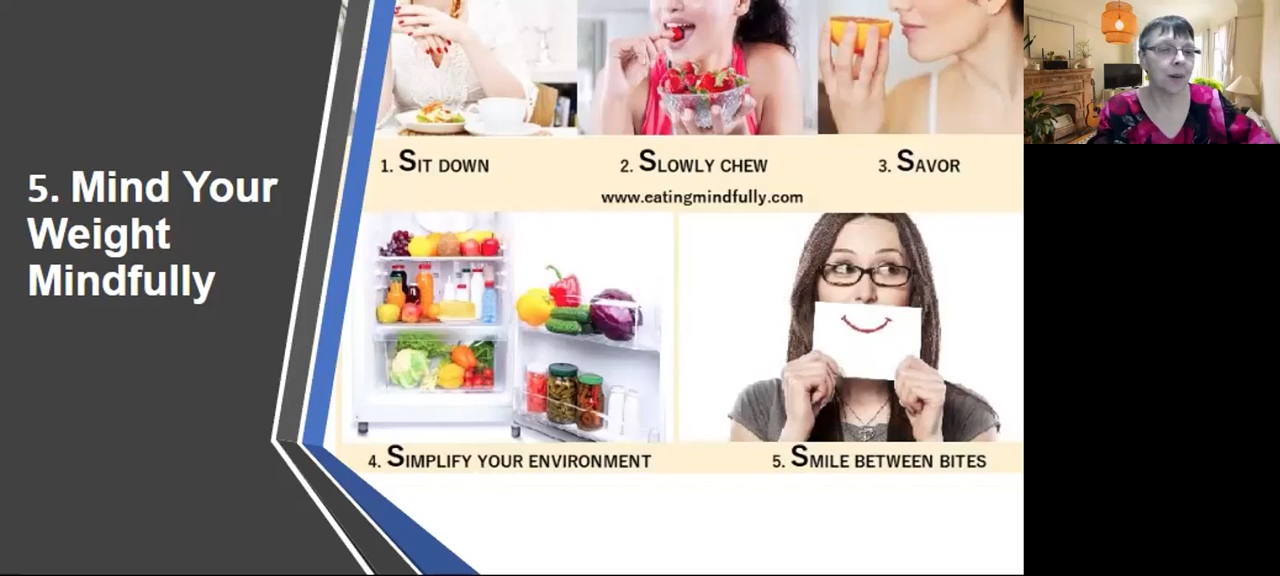 5. Mind Your
Weight
Mindfully
1. SIT DOWN
2. SLOWLY CHEW
3. SAVOR
www.eatingmindfully.com
4. SIMPLIFY YOUR ENVIRONMENT
5. SMILE BETWEEN BITES